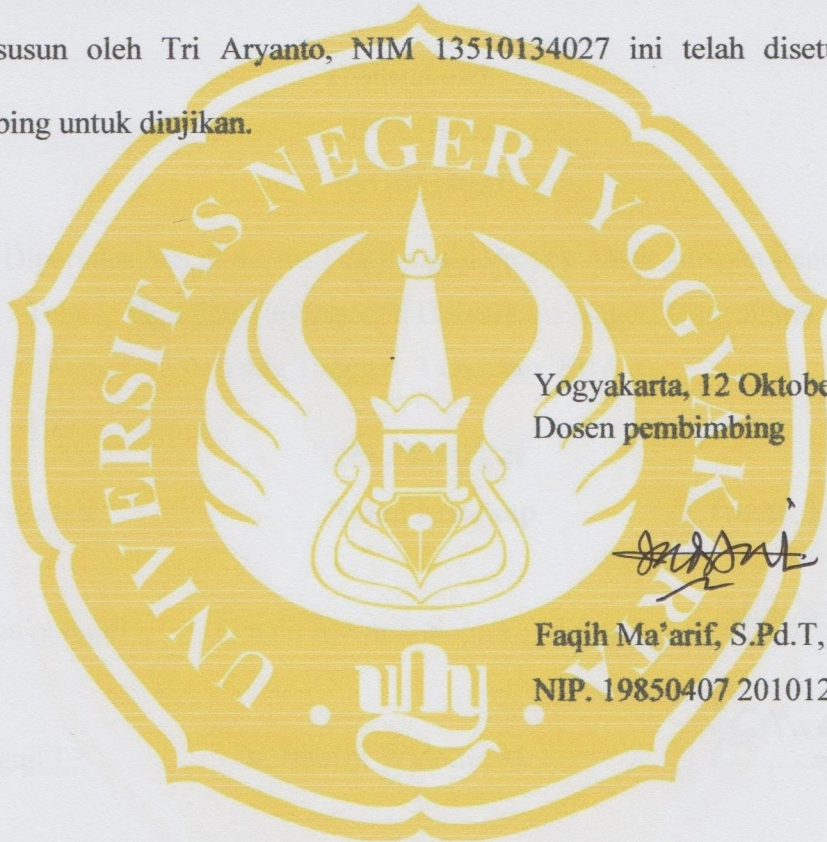 susun oleh Tri Aryanto, NIM 13510134027 ini telah diset
bing untuk diujikan.
UNIVERSITAS NEGERI YOGYAKARTA
Yogyakarta, 12 Oktobe
Dosen pembimbing
Faqih Ma'arif, S.Pd.T,
NIP. 19850407 201012
uny